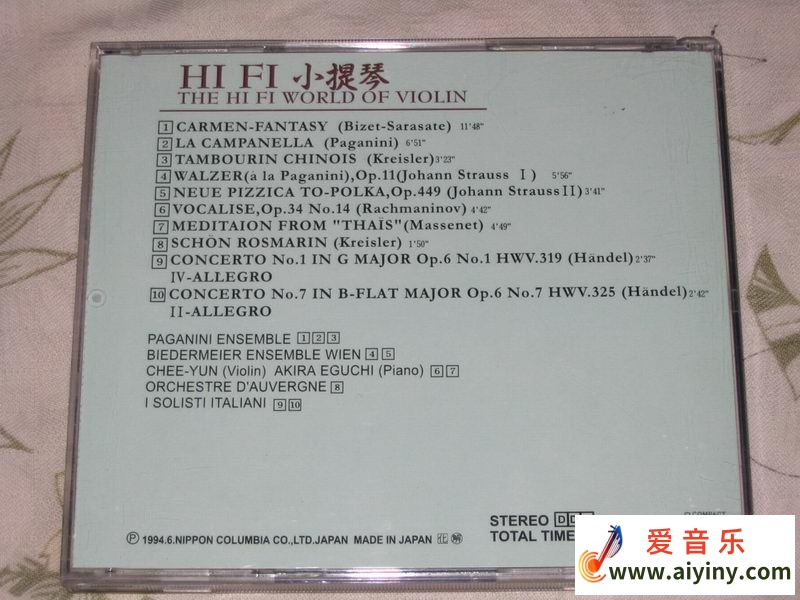 HI FI 小提琴
THE HI FI WORLD OF VIOLIN
1 CARMEN-FANTASY (Bizet-Sarasate) 11'48"
2 LA CAMPANELLA (Paganini) 6'51"
3 TAMBOURIN CHINOIS (Kreisler) 3'23"
4 WALZER(à la Paganini),Op.11(Johann Strauss I) 5'56"
5 NEUE PIZZICA TO-POLKA,Op.449 (Johann Strauss II) 3'41"
6 VOCALISE,Op.34 No.14 (Rachmaninov) 4'42"
7 MEDITAION FROM "THAÏS"(Massenet) 4'49"
8 SCHÖN ROSMARIN (Kreisler) 1'50"
9 CONCERTAO No.1 IN G MAJOR Op.6 No.1 HWV.319 (Händel) 2'37"
IV-ALLEGRO
10 CONCERTO No.7 IN B-FLAT MAJOR Op.6 No.7 HWV.325 (Händel) 2'42"
II-ALLEGRO
PAGANINI ENSEMBLE 1 2 3
BIEDERMEIER ENSEMBLE WIEN 4 5
CHEE-YUN (Violin) AKIRA EGUCHI (Piano) 6 7
ORCHESTRE D'AUVERGNE 8
I SOLISTI ITALIANI 9 10
STEREO D D
TOTAL TIME
Ⓟ 1994.6.NIPPON COLUMBIA CO.,LTD.JAPAN MADE IN JAPAN
COMPACT
爱音乐
www.aiyiny.com